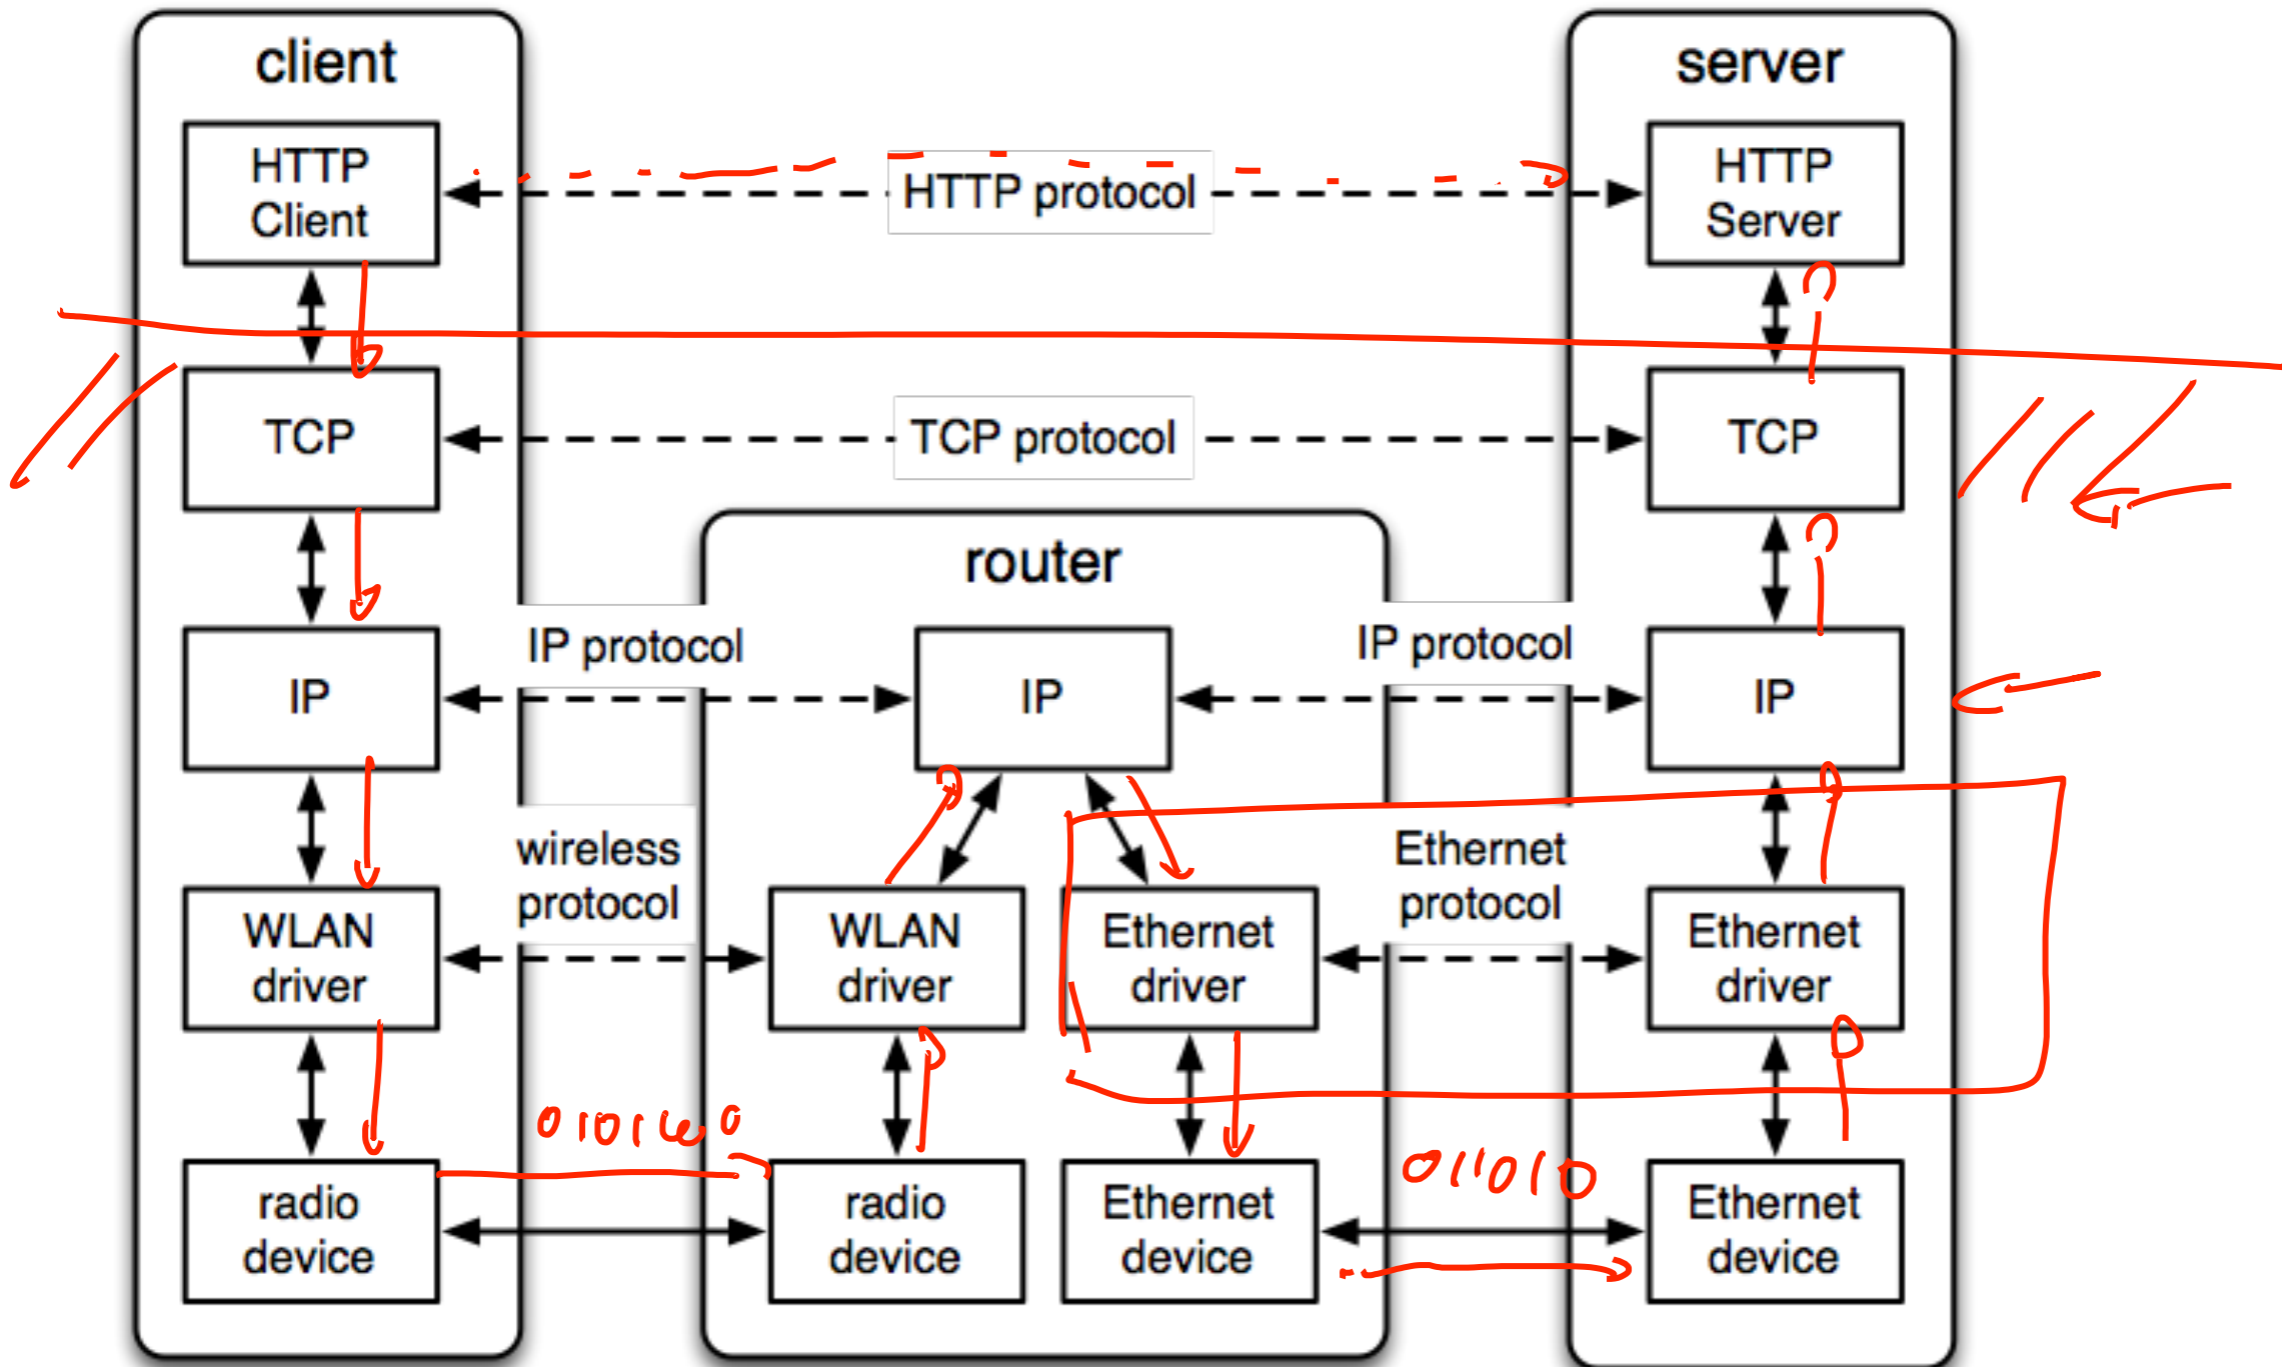 client
server
HTTP
Client
HTTP protocol
HTTP
Server
TCP
TCP protocol
TCP
router
IP protocol
IP protocol
IP
IP
IP
wireless
protocol
Ethernet
protocol
WLAN
driver
WLAN
driver
Ethernet
driver
Ethernet
driver
011010
radio
device
radio
device
Ethernet
device
Ethernet
device